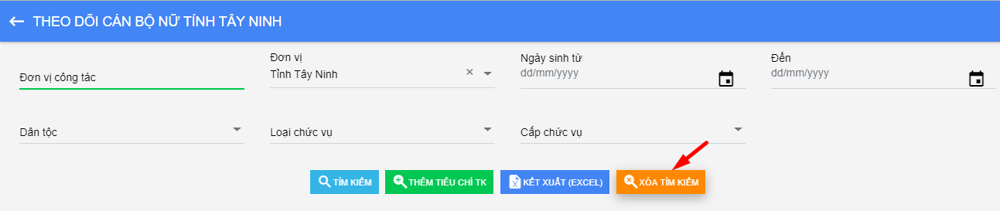 THEO DÕI CÁN BỘ NỮ TỈNH TÂY NINH
Đơn vị công tác
Đơn vị
Tỉnh Tây Ninh
Ngày sinh từ
dd/mm/yyyy
Đến
dd/mm/yyyy
Dân tộc
Loại chức vụ
Cấp chức vụ
TÌM KIẾM
THÊM TIÊU CHÍ TK
KẾT XUẤT (EXCEL)
XÓA TÌM KIẾM